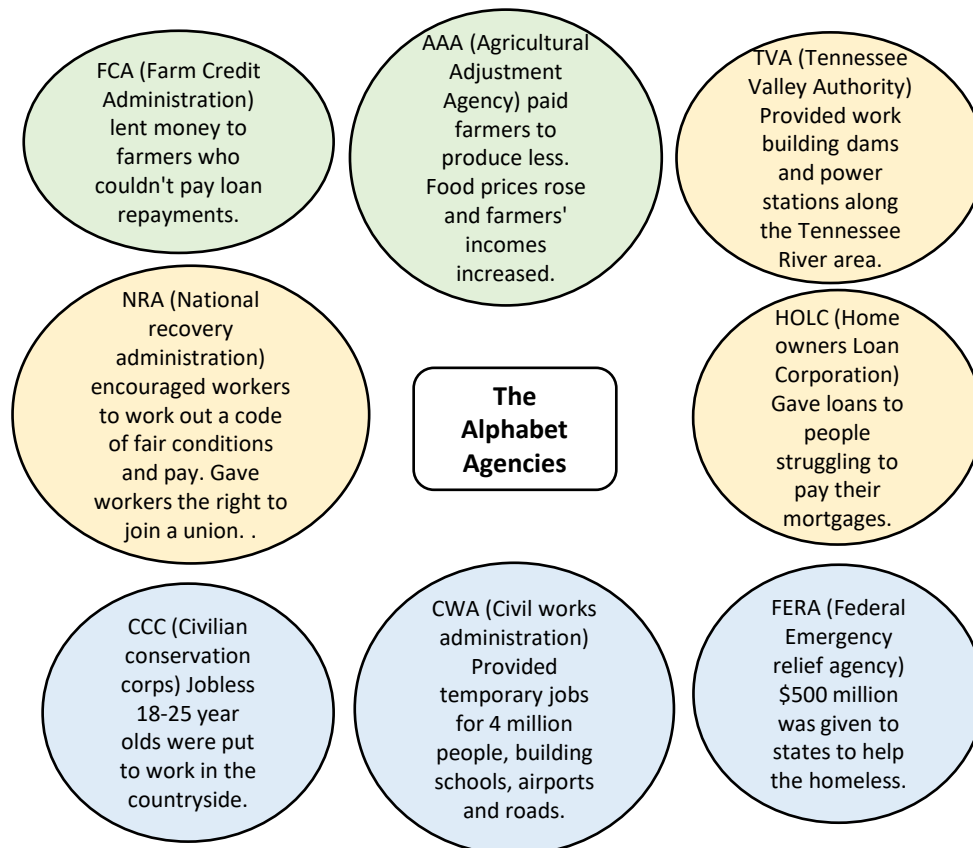 FCA (Farm Credit
Administration)
lent money to
farmers who
couldn't pay loan
repayments.
AAA (Agricultural
Adjustment
Agency) paid
farmers to
produce less.
Food prices rose
and farmers'
incomes
increased.
TVA (Tennessee
Valley Authority)
Provided work
building dams
and power
stations along
the Tennessee
River area.
NRA (National
recovery
administration)
encouraged workers
to work out a code
of fair conditions
and pay. Gave
workers the right to
join a union. .
The
Alphabet
Agencies
HOLC (Home
owners Loan
Corporation)
Gave loans to
people
struggling to
pay their
mortgages.
CCC (Civilian
conservation
corps) Jobless
18-25 year
olds were put
to work in the
countryside.
CWA (Civil works
administration)
Provided
temporary jobs
for 4 million
people, building
schools, airports
and roads.
FERA (Federal
Emergency
relief agency)
$500 million
was given to
states to help
the homeless.